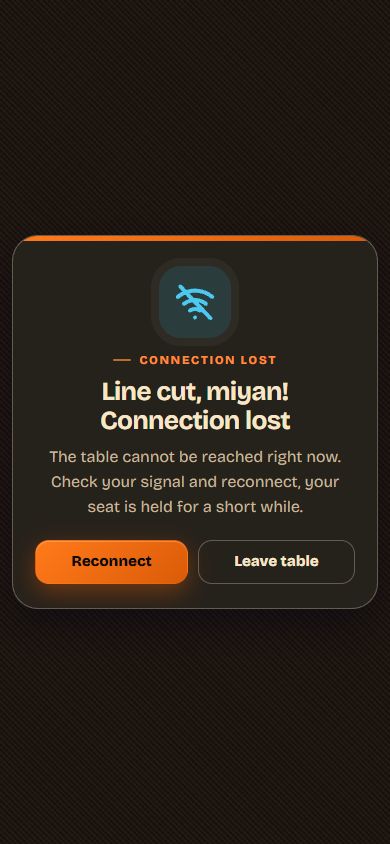 CONNECTION LOST
Line cut, miyan!
Connection lost
The table cannot be reached right now.
Check your signal and reconnect, your
seat is held for a short while.
Reconnect
Leave table